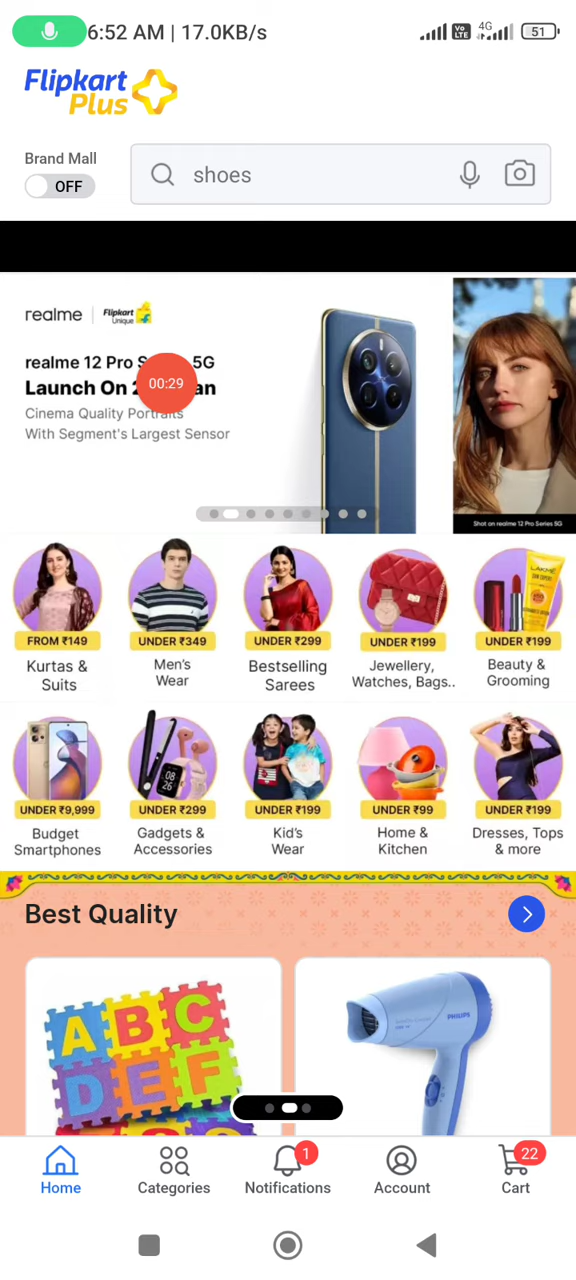 6:52 AM | 17.0KB/s
Vo LTE
4G
51
Flipkart
Plus
Brand Mall
OFF
shoes
realme | Flipkart Unique
realme 12 Pro 5G
Launch On
00:29
Cinema Quality Portraits
With Segment's Largest Sensor
Shot on realme 12 Pro Series 5G
FROM ₹149
UNDER ₹349
UNDER ₹299
UNDER ₹199
UNDER ₹199
Kurtas & Suits
Men's Wear
Bestselling Sarees
Jewellery, Watches, Bags..
Beauty & Grooming
LAKMÉ
UNDER ₹9,999
UNDER ₹299
UNDER ₹199
UNDER ₹99
UNDER ₹199
Budget Smartphones
Gadgets & Accessories
Kid's Wear
Home & Kitchen
Dresses, Tops & more
Best Quality
A B C
D E F
PHILIPS
Home
Categories
1
Notifications
Account
22
Cart